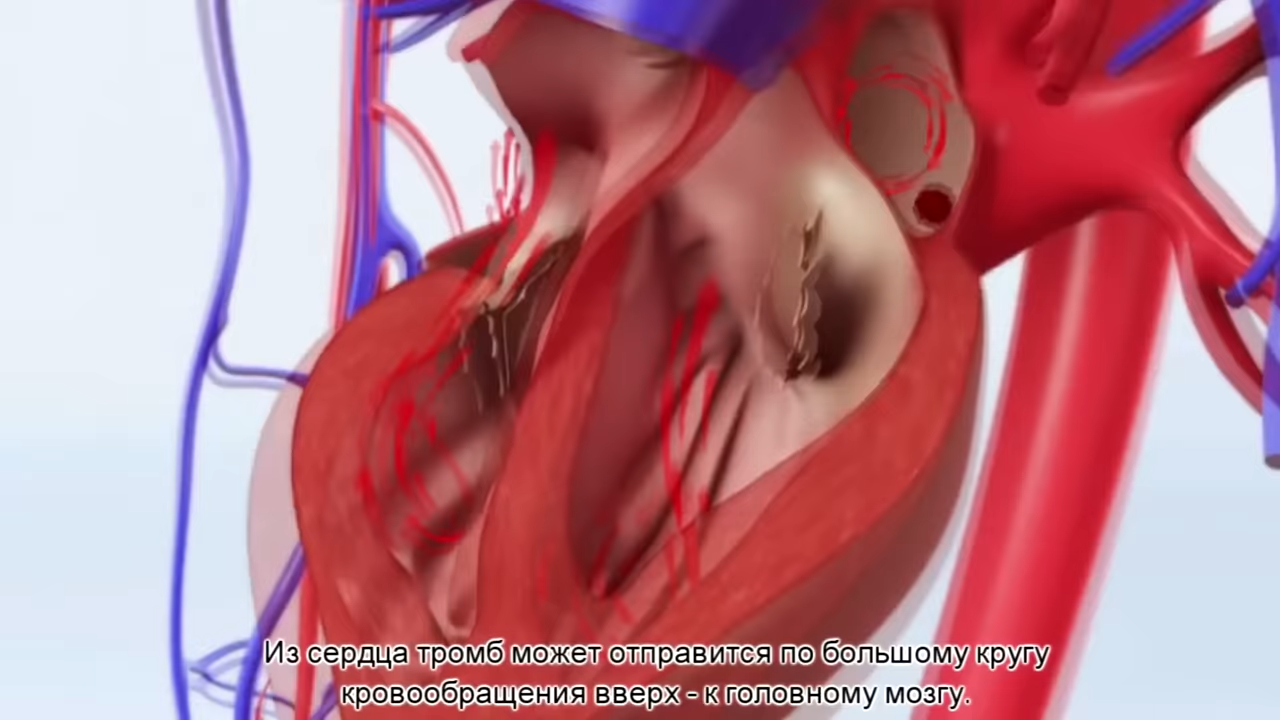 Из сердца тромб может отправится по большому кругу
кровообращения вверх - к головному мозгу.